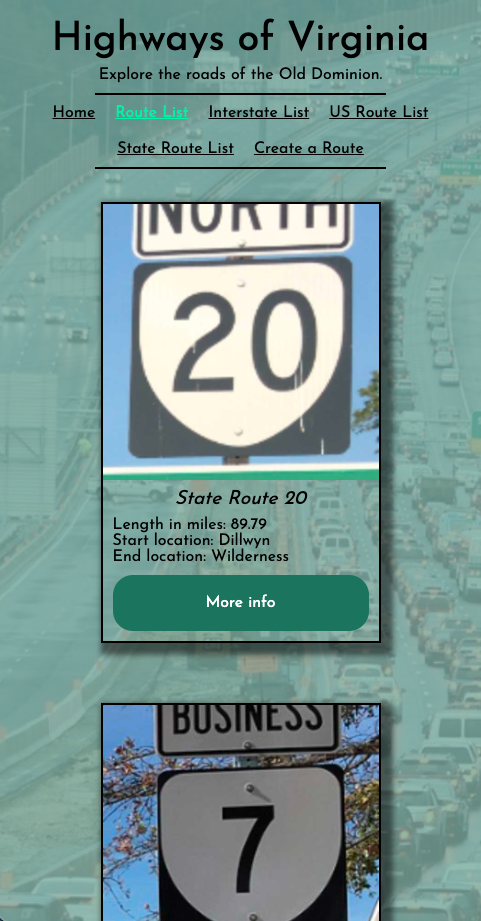 Highways of Virginia
Explore the roads of the Old Dominion.
Home Route List Interstate List US Route List
State Route List Create a Route
NORTH
20
State Route 20
Length in miles: 89.79
Start location: Dillwyn
End location: Wilderness
More info
BUSINESS
7